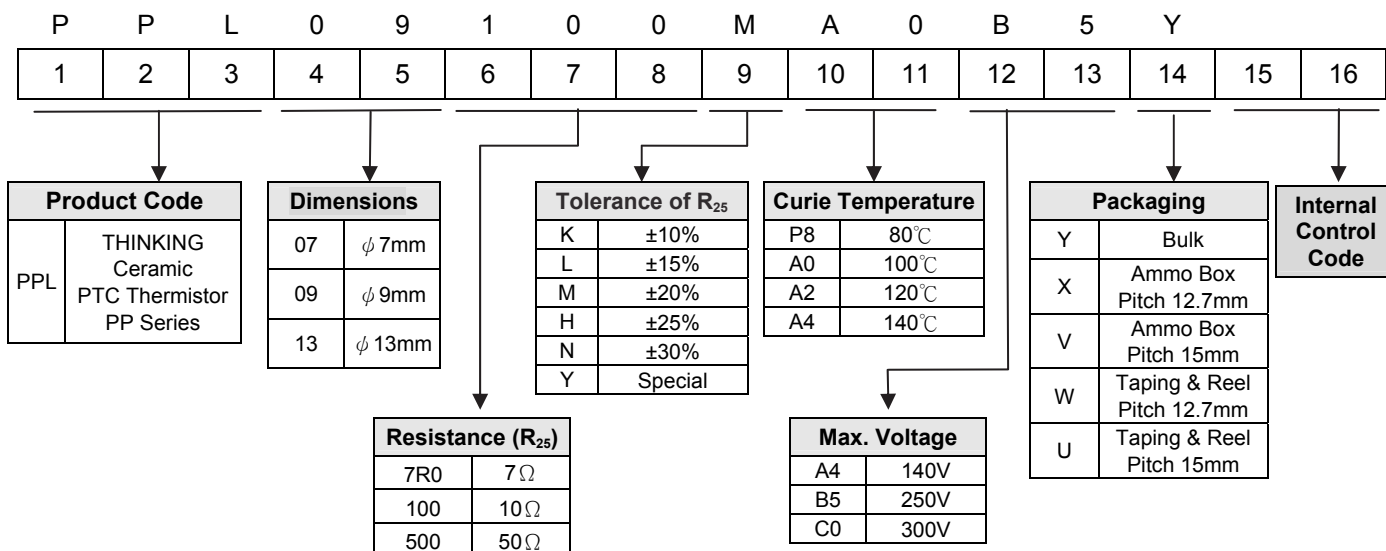 P P L 0 9 1 0 0 M A 0 B 5 Y
1 2 3 4 5 6 7 8 9 10 11 12 13 14 15 16
Product Code
PPL
THINKING
Ceramic
PTC Thermistor
PP Series
Dimensions
07 φ 7mm
09 φ 9mm
13 φ 13mm
Tolerance of R25
K ±10%
L ±15%
M ±20%
H ±25%
N ±30%
Y Special
Curie Temperature
P8 80℃
A0 100℃
A2 120℃
A4 140℃
Packaging
Y Bulk
X Ammo Box
Pitch 12.7mm
V Ammo Box
Pitch 15mm
W Taping & Reel
Pitch 12.7mm
U Taping & Reel
Pitch 15mm
Internal
Control
Code
Resistance (R25)
7R0 7Ω
100 10Ω
500 50Ω
Max. Voltage
A4 140V
B5 250V
C0 300V